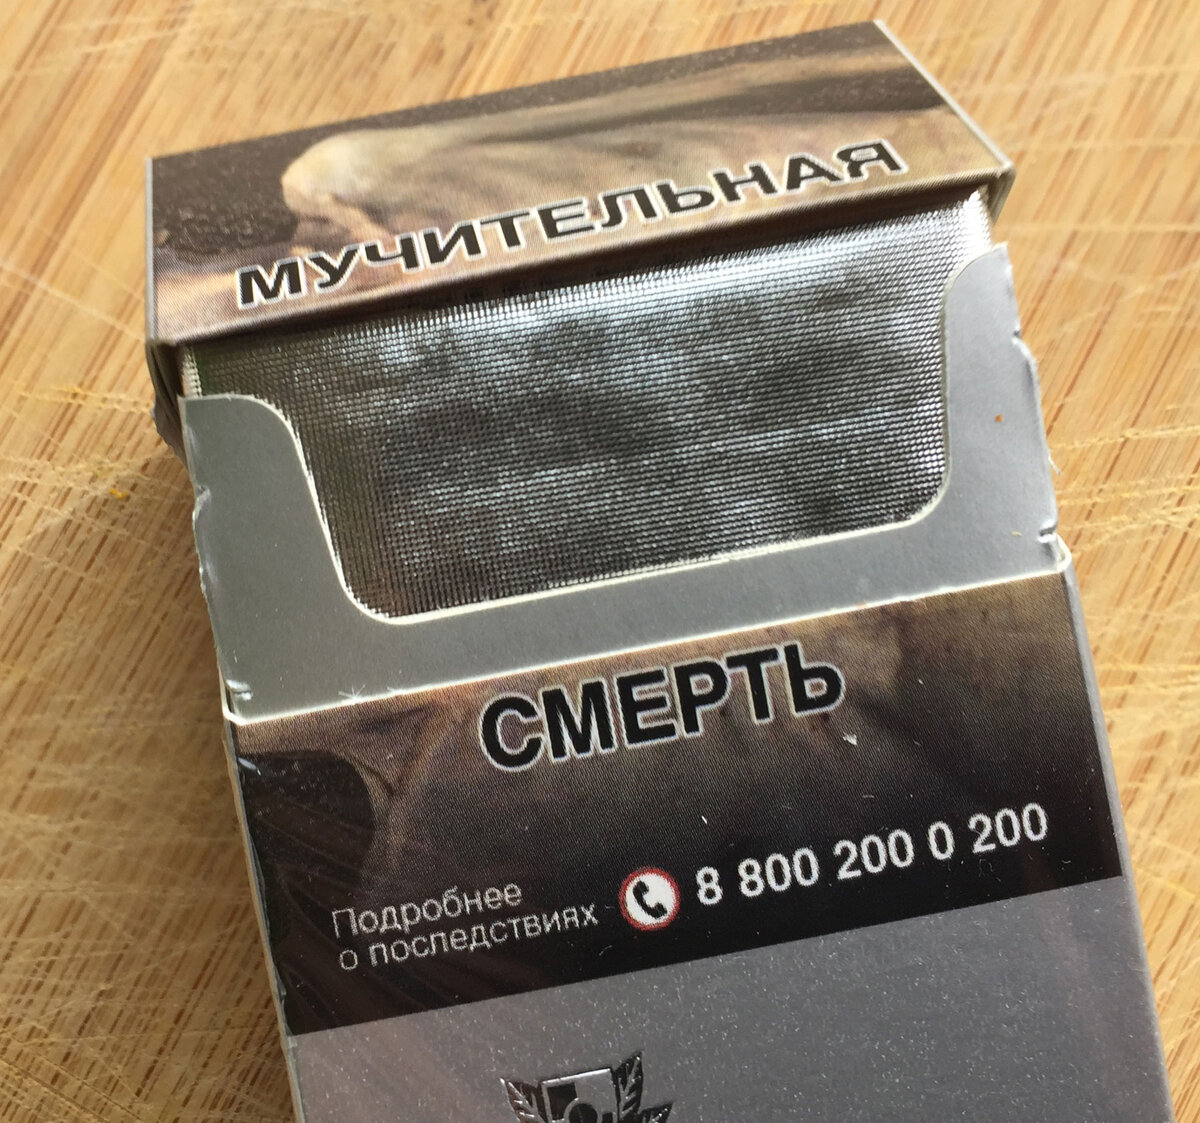 МУЧИТЕЛЬНАЯ
СМЕРТЬ
Подробнее
о последствиях
8 800 200 0 200